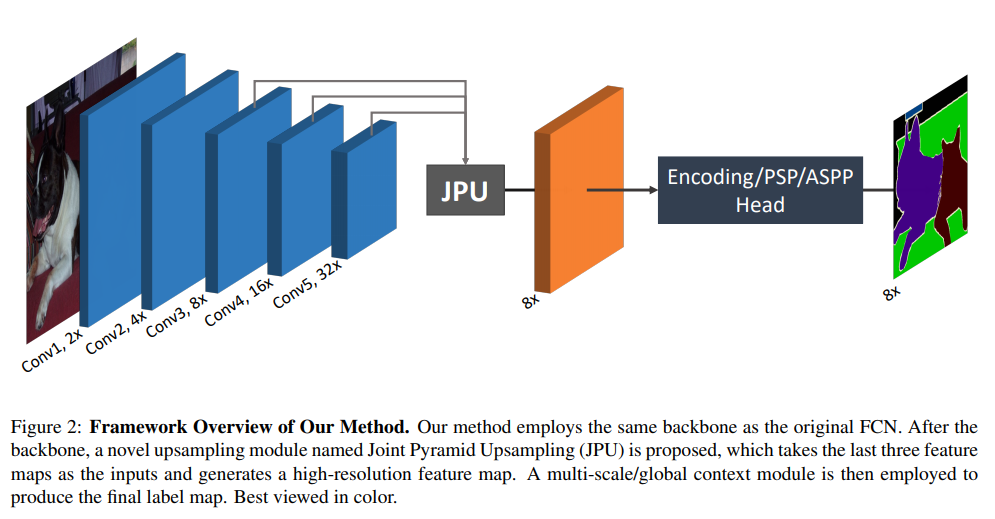 Conv1, 2x
Conv2, 4x
Conv3, 8x
Conv4, 16x
Conv5, 32x
JPU
8x
Encoding/PSP/ASPP
Head
8x
Figure 2: Framework Overview of Our Method. Our method employs the same backbone as the original FCN. After the
backbone, a novel upsampling module named Joint Pyramid Upsampling (JPU) is proposed, which takes the last three feature
maps as the inputs and generates a high-resolution feature map. A multi-scale/global context module is then employed to
produce the final label map. Best viewed in color.